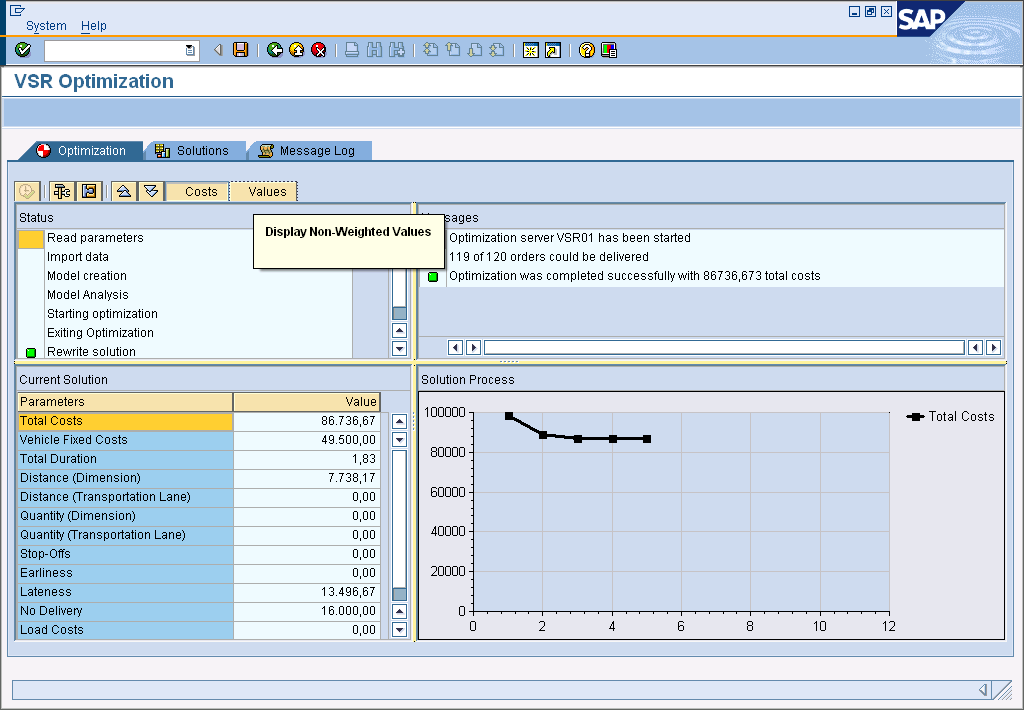 System Help
SAP
VSR Optimization
Optimization Solutions Message Log
Costs Values
Status
Read parameters
Import data
Model creation
Model Analysis
Starting optimization
Exiting Optimization
Rewrite solution
Display Non-Weighted Values
sages
Optimization server VSR01 has been started
119 of 120 orders could be delivered
Optimization was completed successfully with 86736,673 total costs
Current Solution
Parameters Value
Total Costs 86.736,67
Vehicle Fixed Costs 49.500,00
Total Duration 1,83
Distance (Dimension) 7.738,17
Distance (Transportation Lane) 0,00
Quantity (Dimension) 0,00
Quantity (Transportation Lane) 0,00
Stop-Offs 0,00
Earliness 0,00
Lateness 13.496,67
No Delivery 16.000,00
Load Costs 0,00
Solution Process
100000
80000
60000
40000
20000
0
0 2 4 6 8 10 12
Total Costs